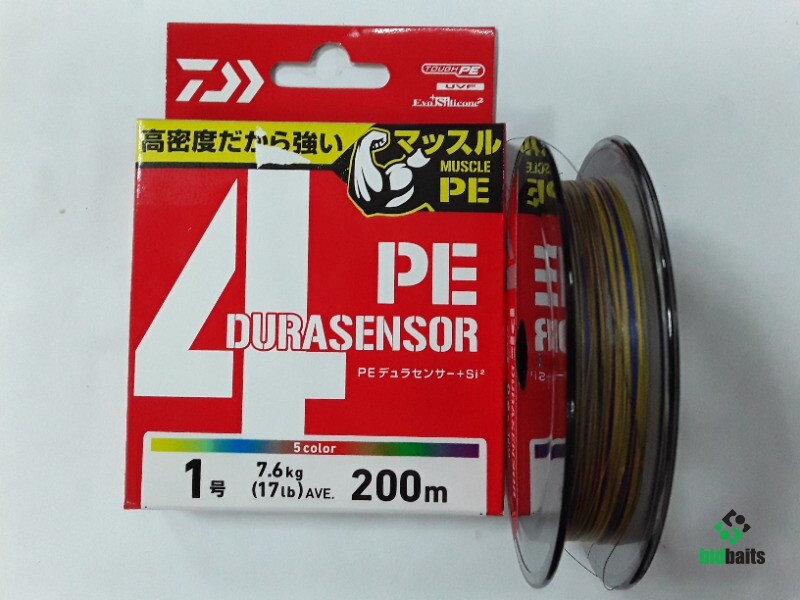 TOUGH PE
UVF
Evo Silicone²
高密度だから強い
マッスル
MUSCLE
PE
4
PE
DURASENSOR
PEデュラセンサー+Si²
5 color
1号
7.6kg
(17lb)AVE.
200m
bidbaits